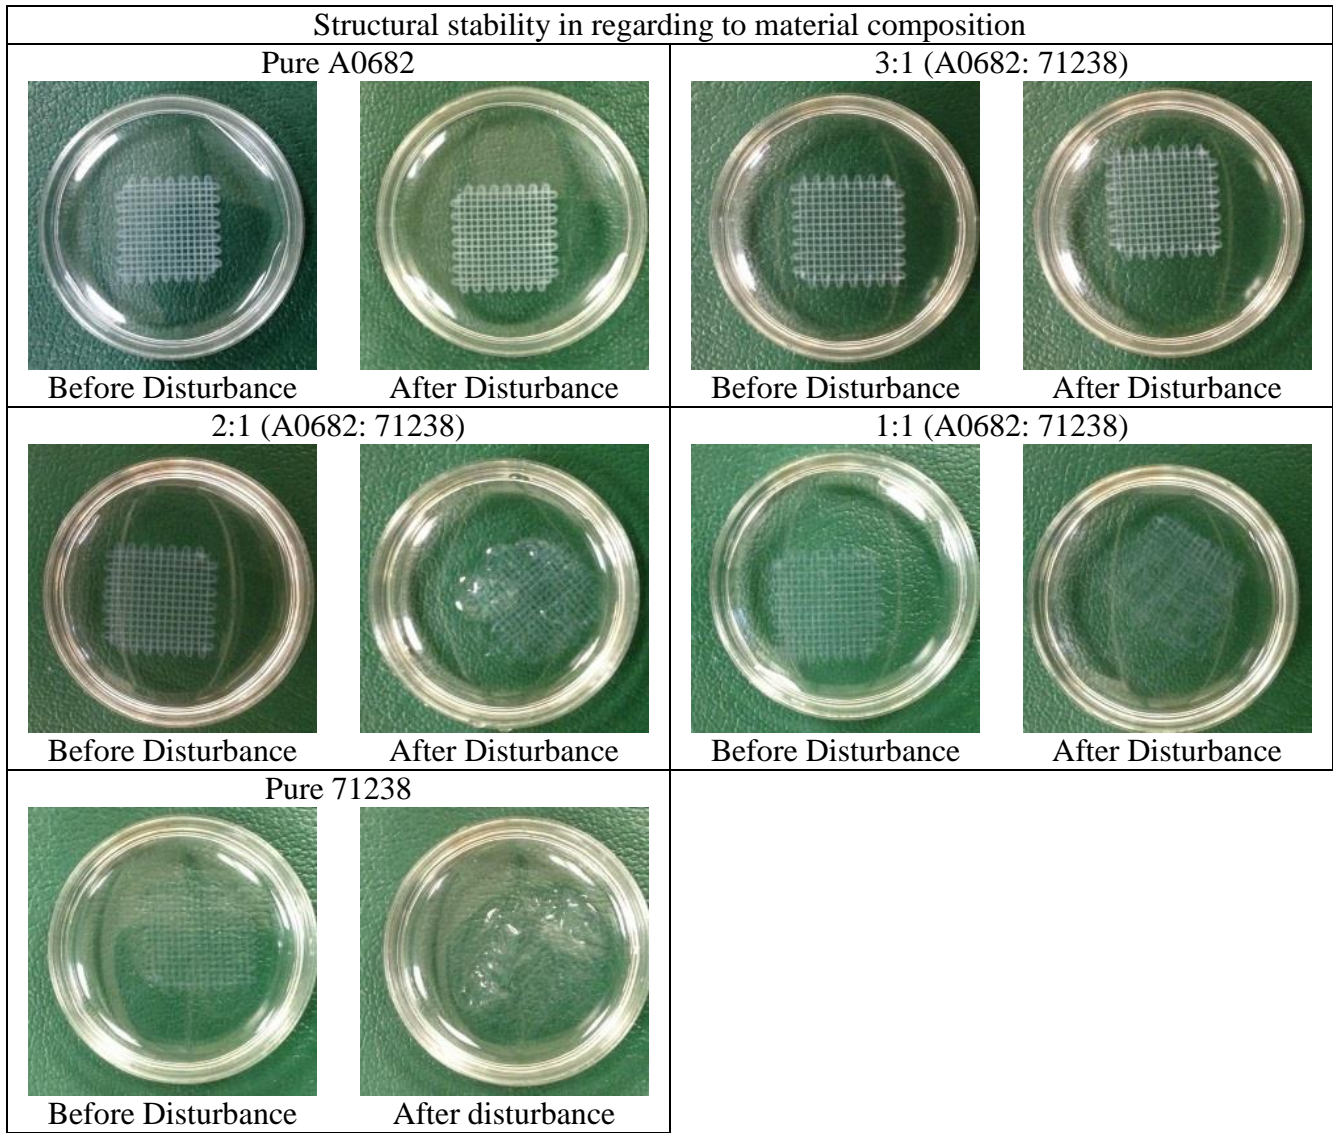 Structural stability in regarding to material composition
Pure A0682
3:1 (A0682: 71238)
Before Disturbance
After Disturbance
Before Disturbance
After Disturbance
2:1 (A0682: 71238)
1:1 (A0682: 71238)
Before Disturbance
After Disturbance
Before Disturbance
After Disturbance
Pure 71238
Before Disturbance
After disturbance